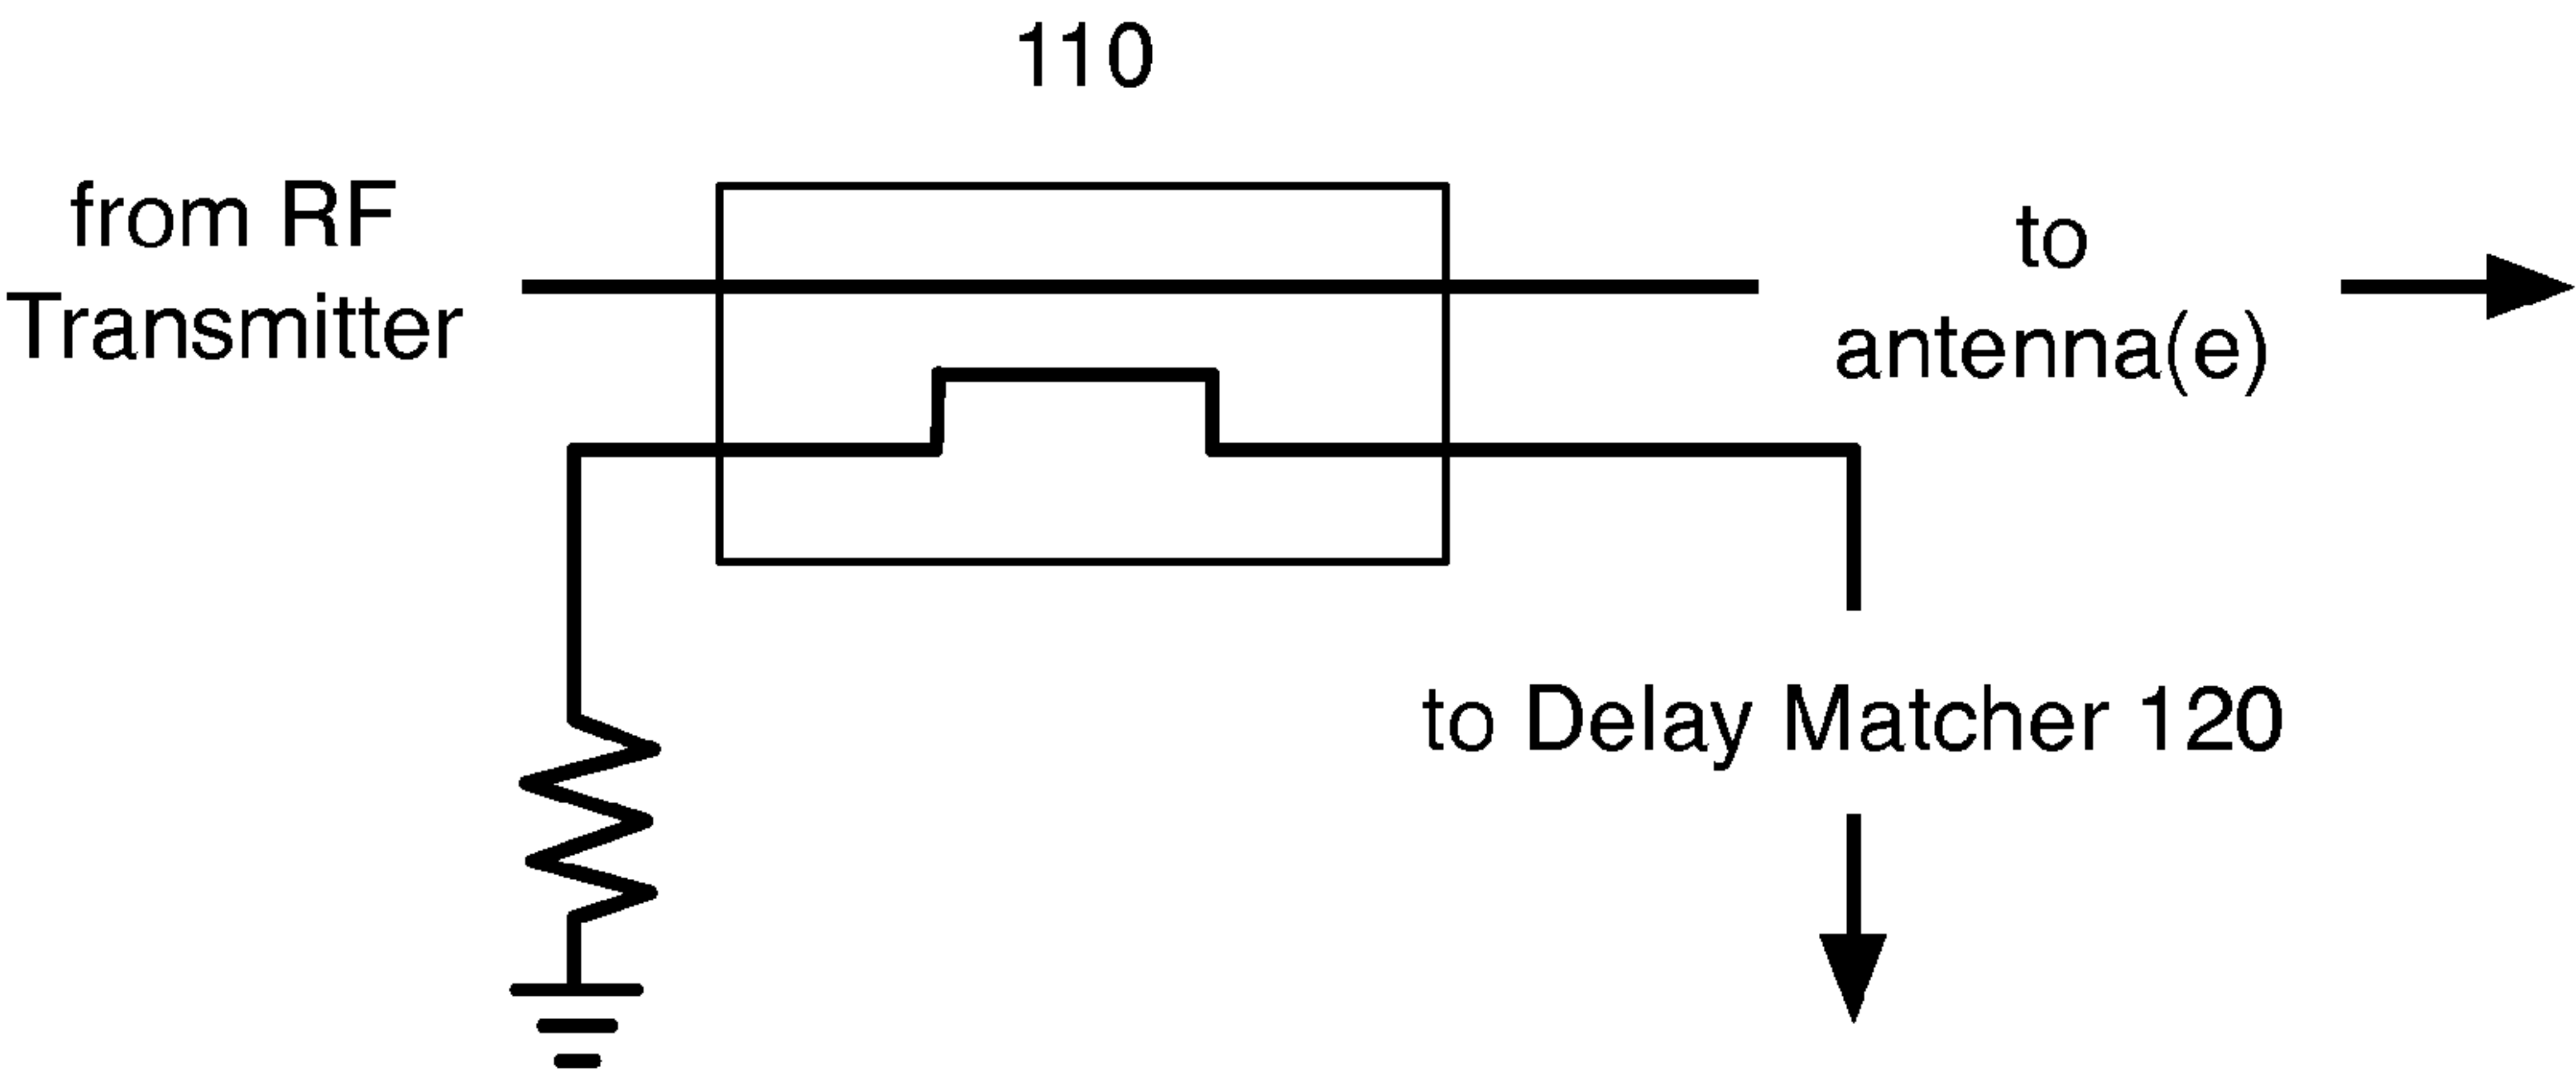 110
from RF
Transmitter
to
antenna(e)
to Delay Matcher 120